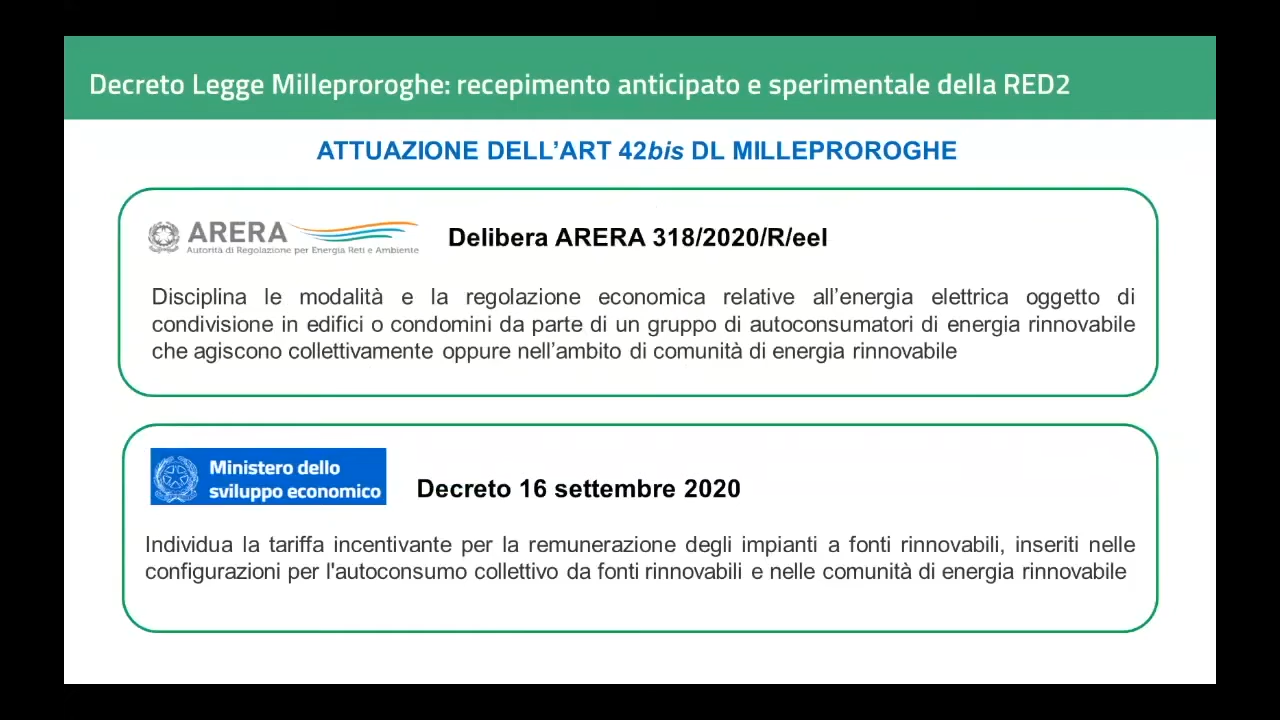 Decreto Legge Milleproroghe: recepimento anticipato e sperimentale della RED2
ATTUAZIONE DELL’ART 42bis DL MILLEPROROGHE
ARERA
Autorità di Regolazione per Energia Reti e Ambiente
Delibera ARERA 318/2020/R/eel
Disciplina le modalità e la regolazione economica relative all’energia elettrica oggetto di
condivisione in edifici o condomini da parte di un gruppo di autoconsumatori di energia rinnovabile
che agiscono collettivamente oppure nell’ambito di comunità di energia rinnovabile
Ministero dello
sviluppo economico
Decreto 16 settembre 2020
Individua la tariffa incentivante per la remunerazione degli impianti a fonti rinnovabili, inseriti nelle
configurazioni per l'autoconsumo collettivo da fonti rinnovabili e nelle comunità di energia rinnovabile